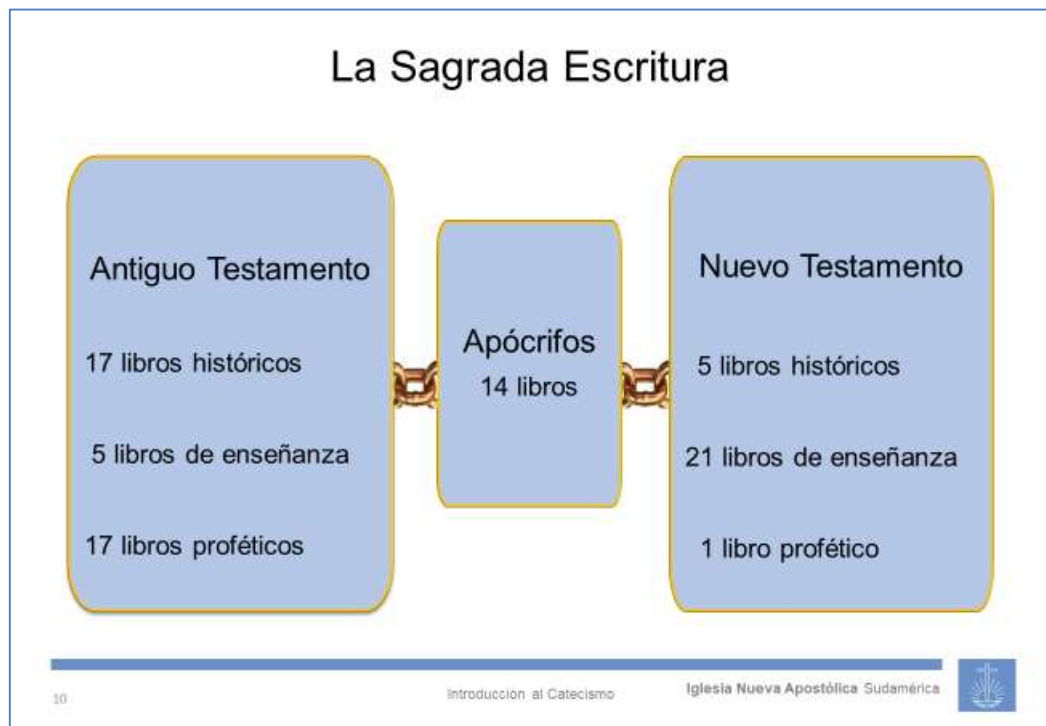 La Sagrada Escritura
Antiguo Testamento
17 libros históricos
5 libros de enseñanza
17 libros proféticos
Apócrifos
14 libros
Nuevo Testamento
5 libros históricos
21 libros de enseñanza
1 libro profético
10
Introducción al Catecismo
Iglesia Nueva Apostólica Sudamérica